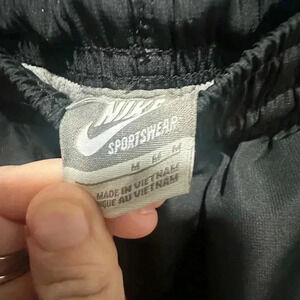 NIKE
SPORTSWEAR
M M M
MADE IN VIETNAM
QUE AU VIETNAM